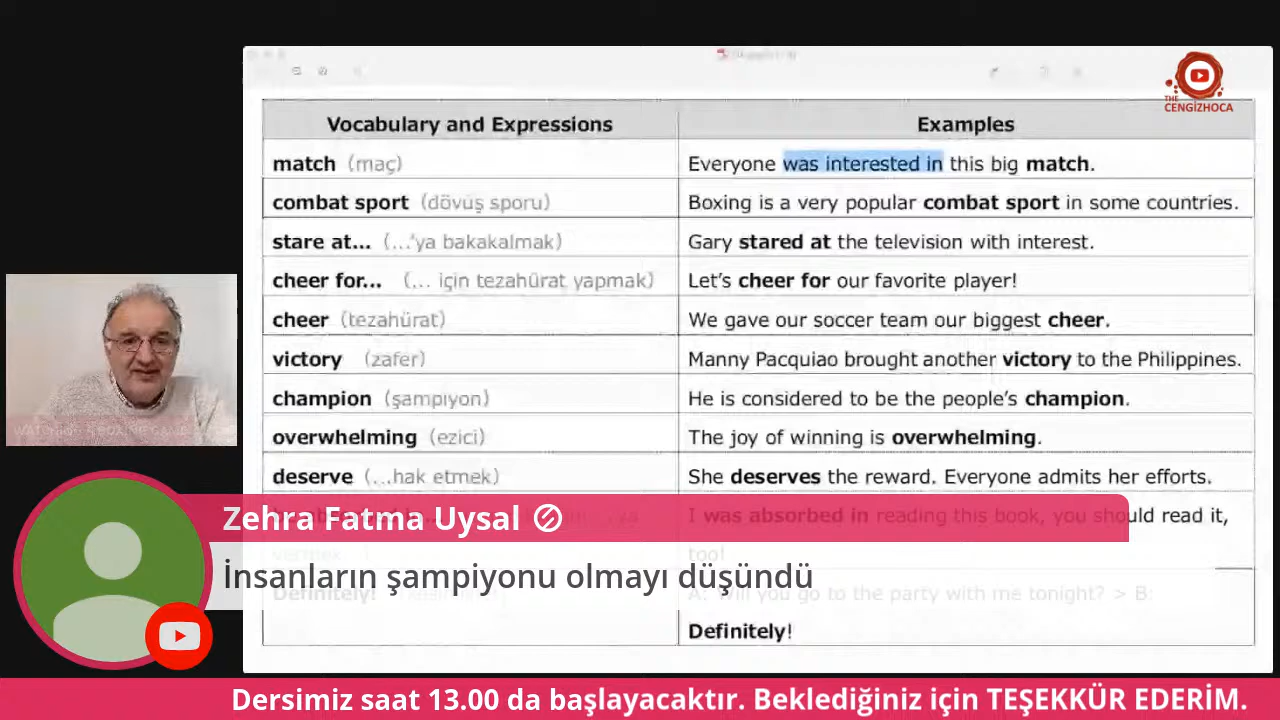 THE
CENGİZHOCA
Vocabulary and Expressions
Examples
match (maç)
Everyone was interested in this big match.
combat sport (dövüş sporu)
Boxing is a very popular combat sport in some countries.
stare at... (...'ya bakakalmak)
Gary stared at the television with interest.
cheer for... (... için tezahürat yapmak)
Let's cheer for our favorite player!
cheer (tezahürat)
We gave our soccer team our biggest cheer.
victory (zafer)
Manny Pacquiao brought another victory to the Philippines.
champion (şampiyon)
He is considered to be the people's champion.
overwhelming (ezici)
The joy of winning is overwhelming.
deserve (...hak etmek)
She deserves the reward. Everyone admits her efforts.
I was absorbed in reading this book, you should read it,
too!
Definitely!
A: Will you go to the party with me tonight? > B:
Definitely!
Zehra Fatma Uysal
İnsanların şampiyonu olmayı düşündü
Dersimiz saat 13.00 da başlayacaktır. Beklediğiniz için TEŞEKKÜR EDERİM.